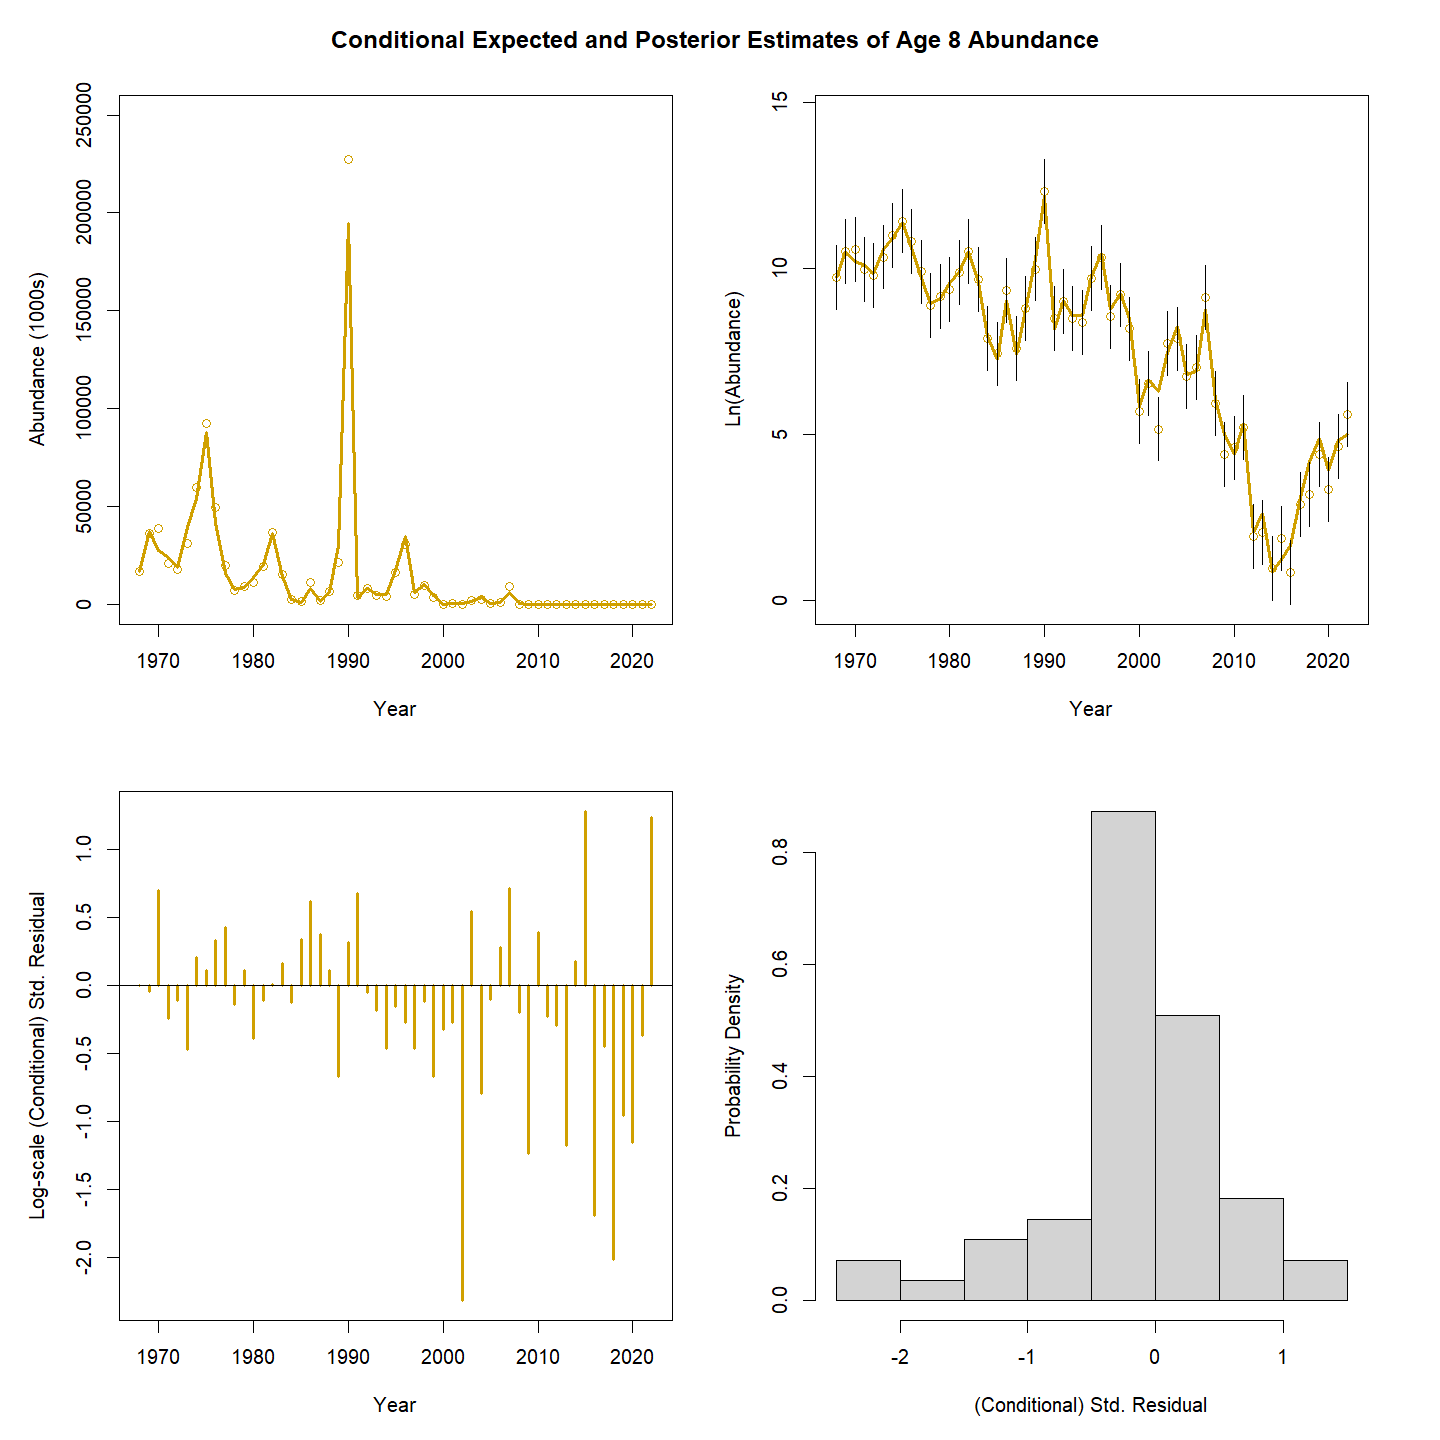 Conditional Expected and Posterior Estimates of Age 8 Abundance
Abundance (1000s)
250000
200000
150000
100000
50000
0
1970 1980 1990 2000 2010 2020
Year
Ln(Abundance)
15
10
5
0
1970 1980 1990 2000 2010 2020
Year
Log-scale (Conditional) Std. Residual
1.0
0.5
0.0
-0.5
-1.0
-1.5
-2.0
1970 1980 1990 2000 2010 2020
Year
Probability Density
0.8
0.6
0.4
0.2
0.0
-2 -1 0 1
(Conditional) Std. Residual